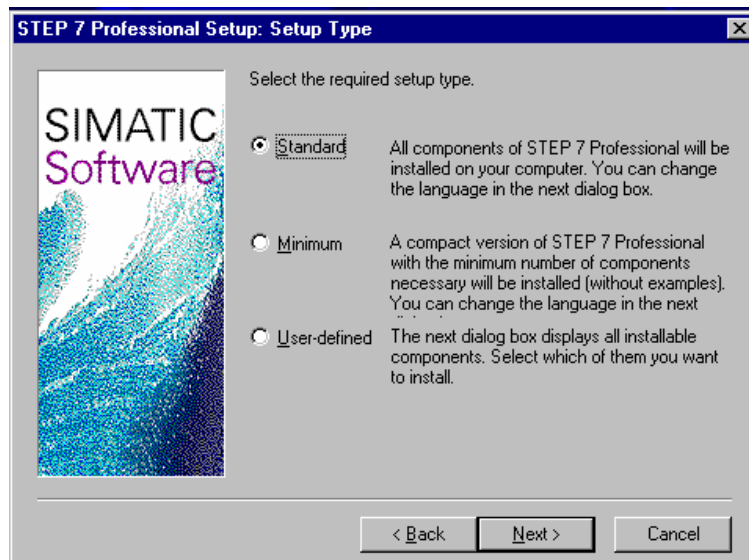 STEP 7 Professional Setup: Setup Type
SIMATIC
Software
Select the required setup type.
Standard
All components of STEP 7 Professional will be
installed on your computer. You can change
the language in the next dialog box.
Minimum
A compact version of STEP 7 Professional
with the minimum number of components
necessary will be installed (without examples).
You can change the language in the next
User-defined
The next dialog box displays all installable
components. Select which of them you want
to install.
< Back
Next >
Cancel